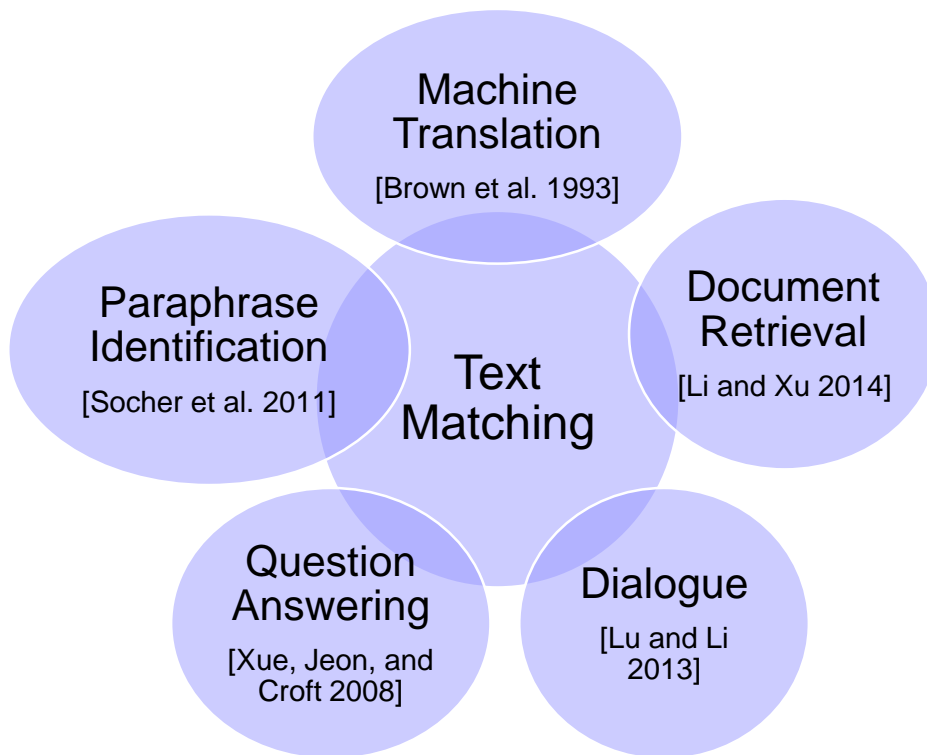 Machine
Translation
[Brown et al. 1993]
Paraphrase
Identification
[Socher et al. 2011]
Document
Retrieval
[Li and Xu 2014]
Text
Matching
Question
Answering
[Xue, Jeon, and
Croft 2008]
Dialogue
[Lu and Li
2013]